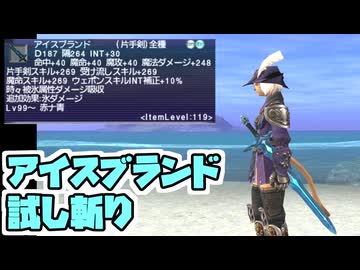 アイスブランド （片手剣）全種
D187 隔264 INT+30
命中+40 魔命+40 魔攻+40 魔法ダメージ+248
片手剣スキル+269 受け流しスキル+269
魔命スキル+269 ウェポンスキルINT補正+10%
時々被氷属性ダメージ吸収
追加効果:氷ダメージ
Lv99～ 赤ナ青
<ItemLevel:119>
アイスブランド
試し斬り